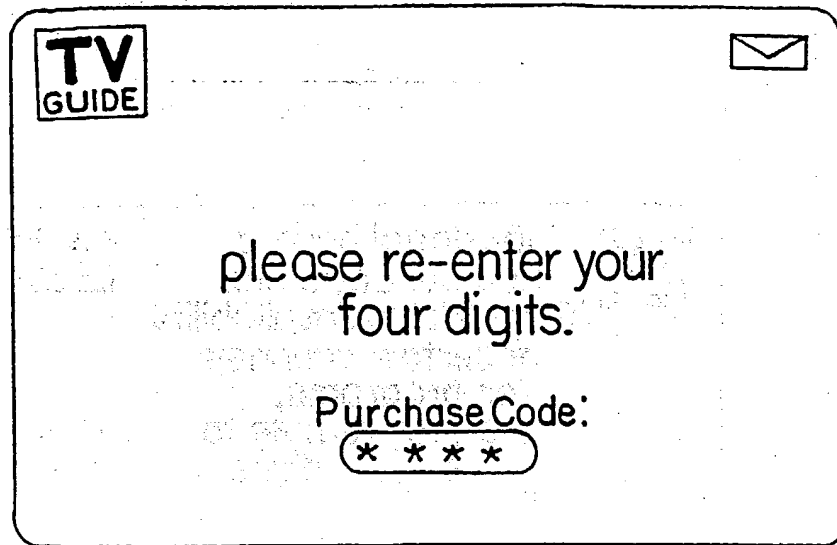 TV
GUIDE
please re-enter your
four digits.
Purchase Code:
* * * *